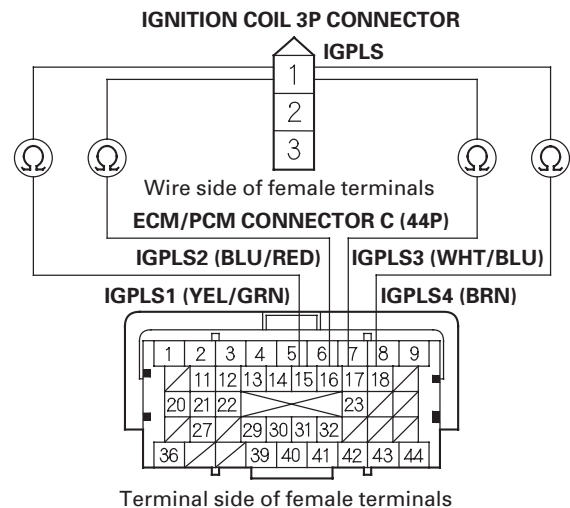 IGNITION COIL 3P CONNECTOR
IGPLS
1
2
3
Ω Ω Ω Ω
Wire side of female terminals
ECM/PCM CONNECTOR C (44P)
IGPLS2 (BLU/RED) IGPLS3 (WHT/BLU)
IGPLS1 (YEL/GRN) IGPLS4 (BRN)
1 2 3 4 5 6 7 8 9
11 12 13 14 15 16 17 18
20 21 22 23
27 29 30 31 32
36 39 40 41 42 43 44
Terminal side of female terminals